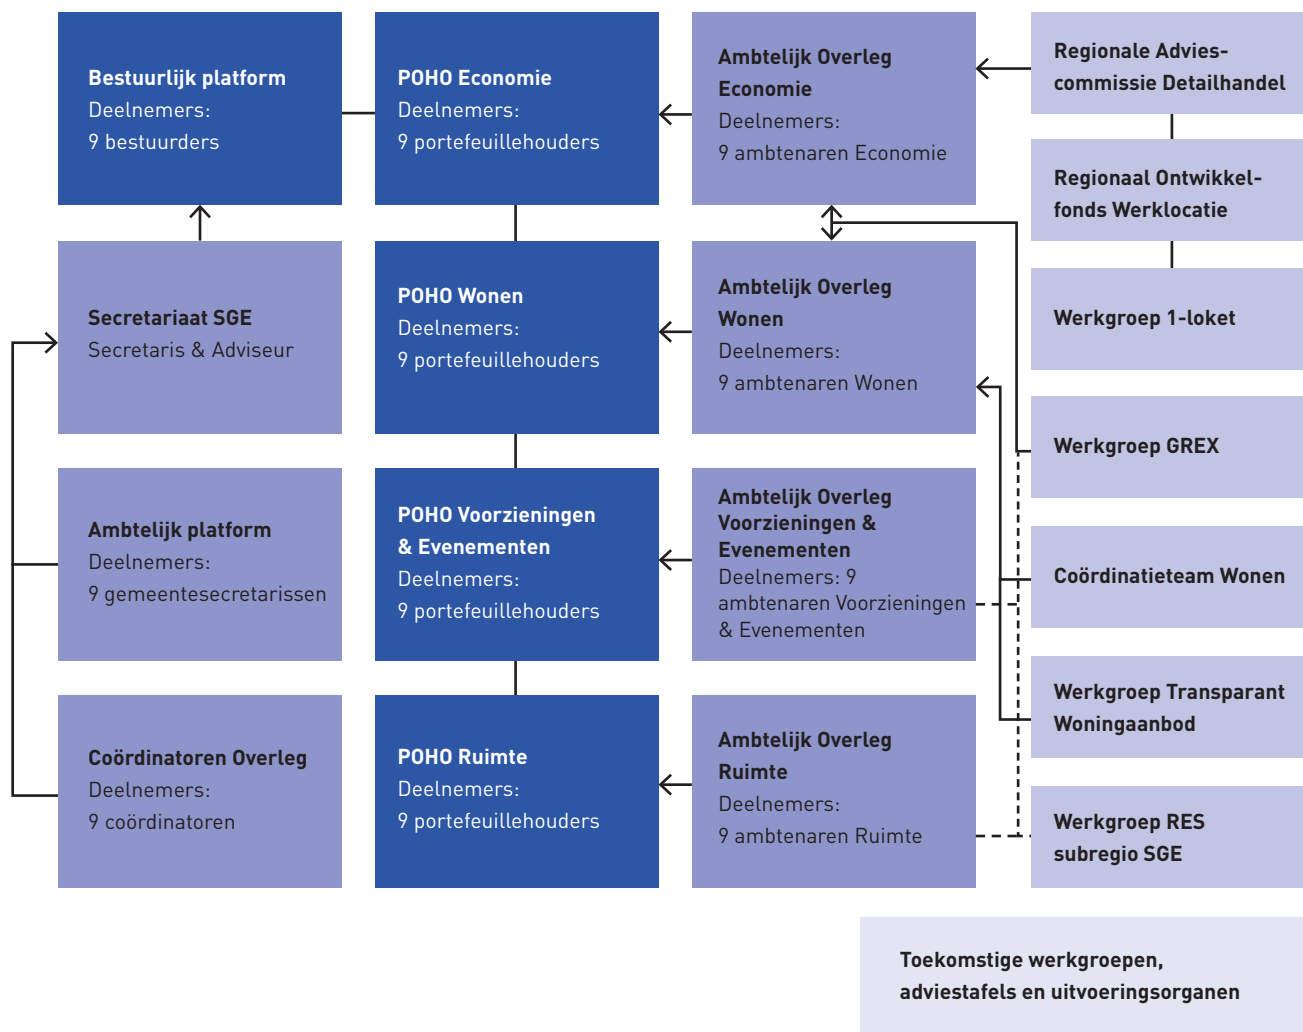 Bestuurlijk platform
Deelnemers:
9 bestuurders
Secretariaat SGE
Secretaris & Adviseur
Ambtelijk platform
Deelnemers:
9 gemeentesecretarissen
Coördinatoren Overleg
Deelnemers:
9 coördinatoren
POHO Economie
Deelnemers:
9 portefeuillehouders
POHO Wonen
Deelnemers:
9 portefeuillehouders
POHO Voorzieningen
& Evenementen
Deelnemers:
9 portefeuillehouders
POHO Ruimte
Deelnemers:
9 portefeuillehouders
Ambtelijk Overleg
Economie
Deelnemers:
9 ambtenaren Economie
Ambtelijk Overleg
Wonen
Deelnemers:
9 ambtenaren Wonen
Ambtelijk Overleg
Voorzieningen &
Evenementen
Deelnemers: 9
ambtenaren Voorzieningen
& Evenementen
Ambtelijk Overleg
Ruimte
Deelnemers:
9 ambtenaren Ruimte
Regionale Advies-
commissie Detailhandel
Regionaal Ontwikkel-
fonds Werklocatie
Werkgroep 1-loket
Werkgroep GREX
Coördinatieteam Wonen
Werkgroep Transparant
Woningaanbod
Werkgroep RES
subregio SGE
Toekomstige werkgroepen,
adviestafels en uitvoeringsorganen